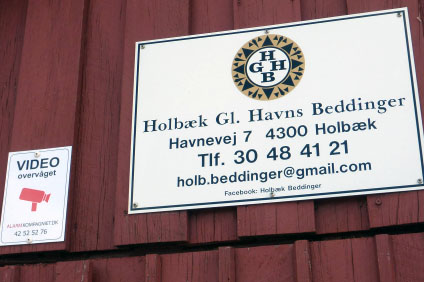 H
G H
B
Holbæk Gl. Havns Beddinger
Havnevej 7 4300 Holbæk
Tlf. 30 48 41 21
holb.beddinger@gmail.com
Facebook: Holbæk Beddinger
VIDEO
overvåget
ALARMKOMPAGNIET.DK
42 52 52 76